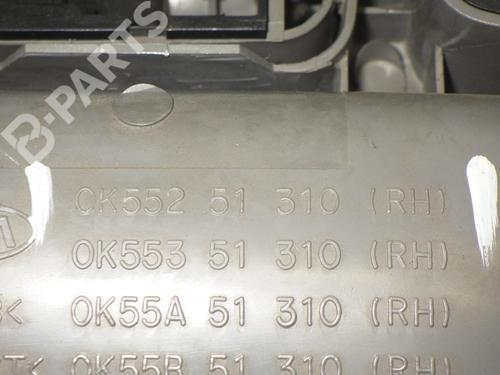 B-PARTS
0K552 51 310 (RH)
0K553 51 310 (RH)
0K55A 51 310 (RH)
0K55B 51 310 (RH)